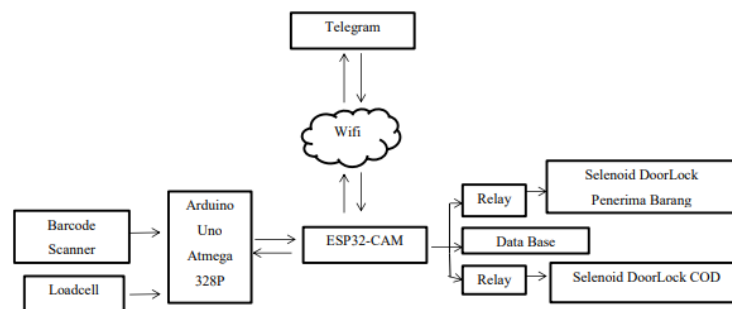 Telegram
Wifi
Selenoid DoorLock
Penerima Barang
Relay
Arduino
Uno
Atmega
328P
Barcode
Scanner
ESP32-CAM
Data Base
Loadcell
Relay
Selenoid DoorLock COD